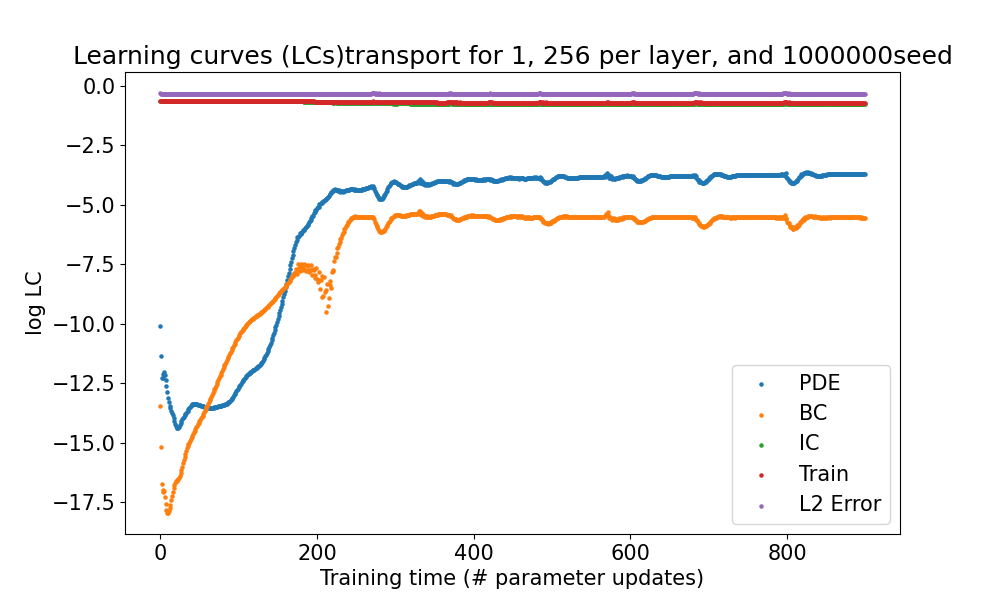 Learning curves (LCs)transport for 1, 256 per layer, and 1000000seed
log LC
0.0
−2.5
−5.0
−7.5
−10.0
−12.5
−15.0
−17.5
PDE
BC
IC
Train
L2 Error
0 200 400 600 800
Training time (# parameter updates)